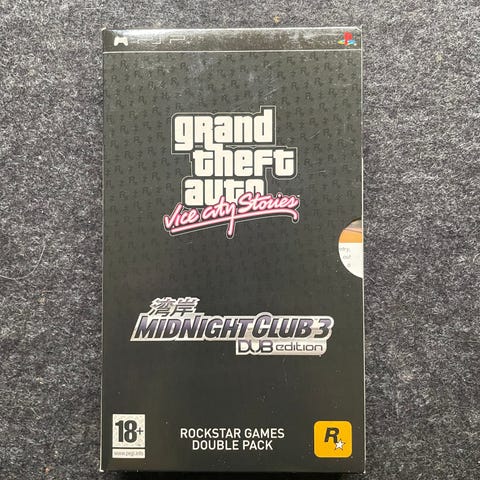 PSP
grand
theft
auto
Vice City Stories
湾岸
MIDNIGHT CLUB 3
DUB edition
18+
www.pegi.info
ROCKSTAR GAMES
DOUBLE PACK
R